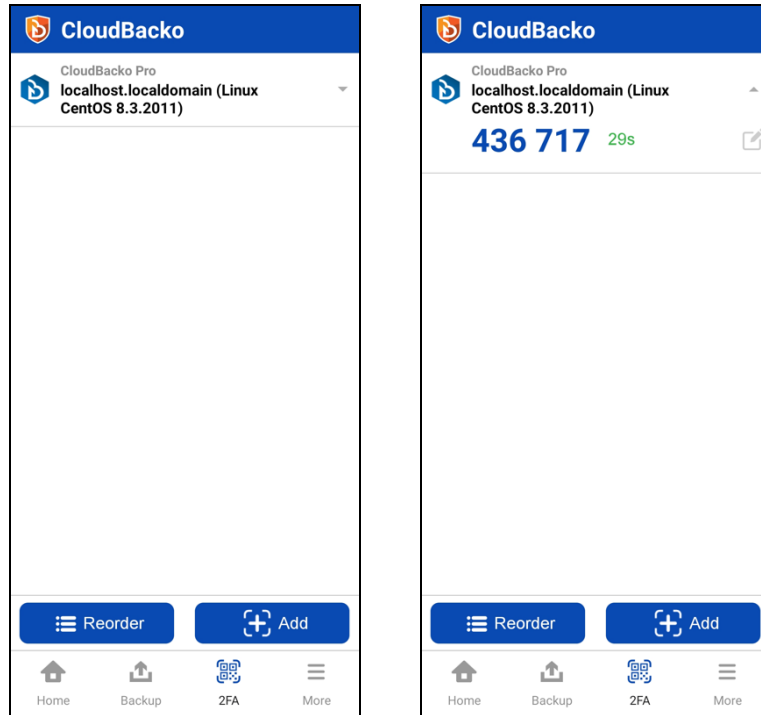 CloudBacko
CloudBacko Pro
localhost.localdomain (Linux
CentOS 8.3.2011)
Reorder
Add
Home
Backup
2FA
More
CloudBacko
CloudBacko Pro
localhost.localdomain (Linux
CentOS 8.3.2011)
436 717 29s
Reorder
Add
Home
Backup
2FA
More